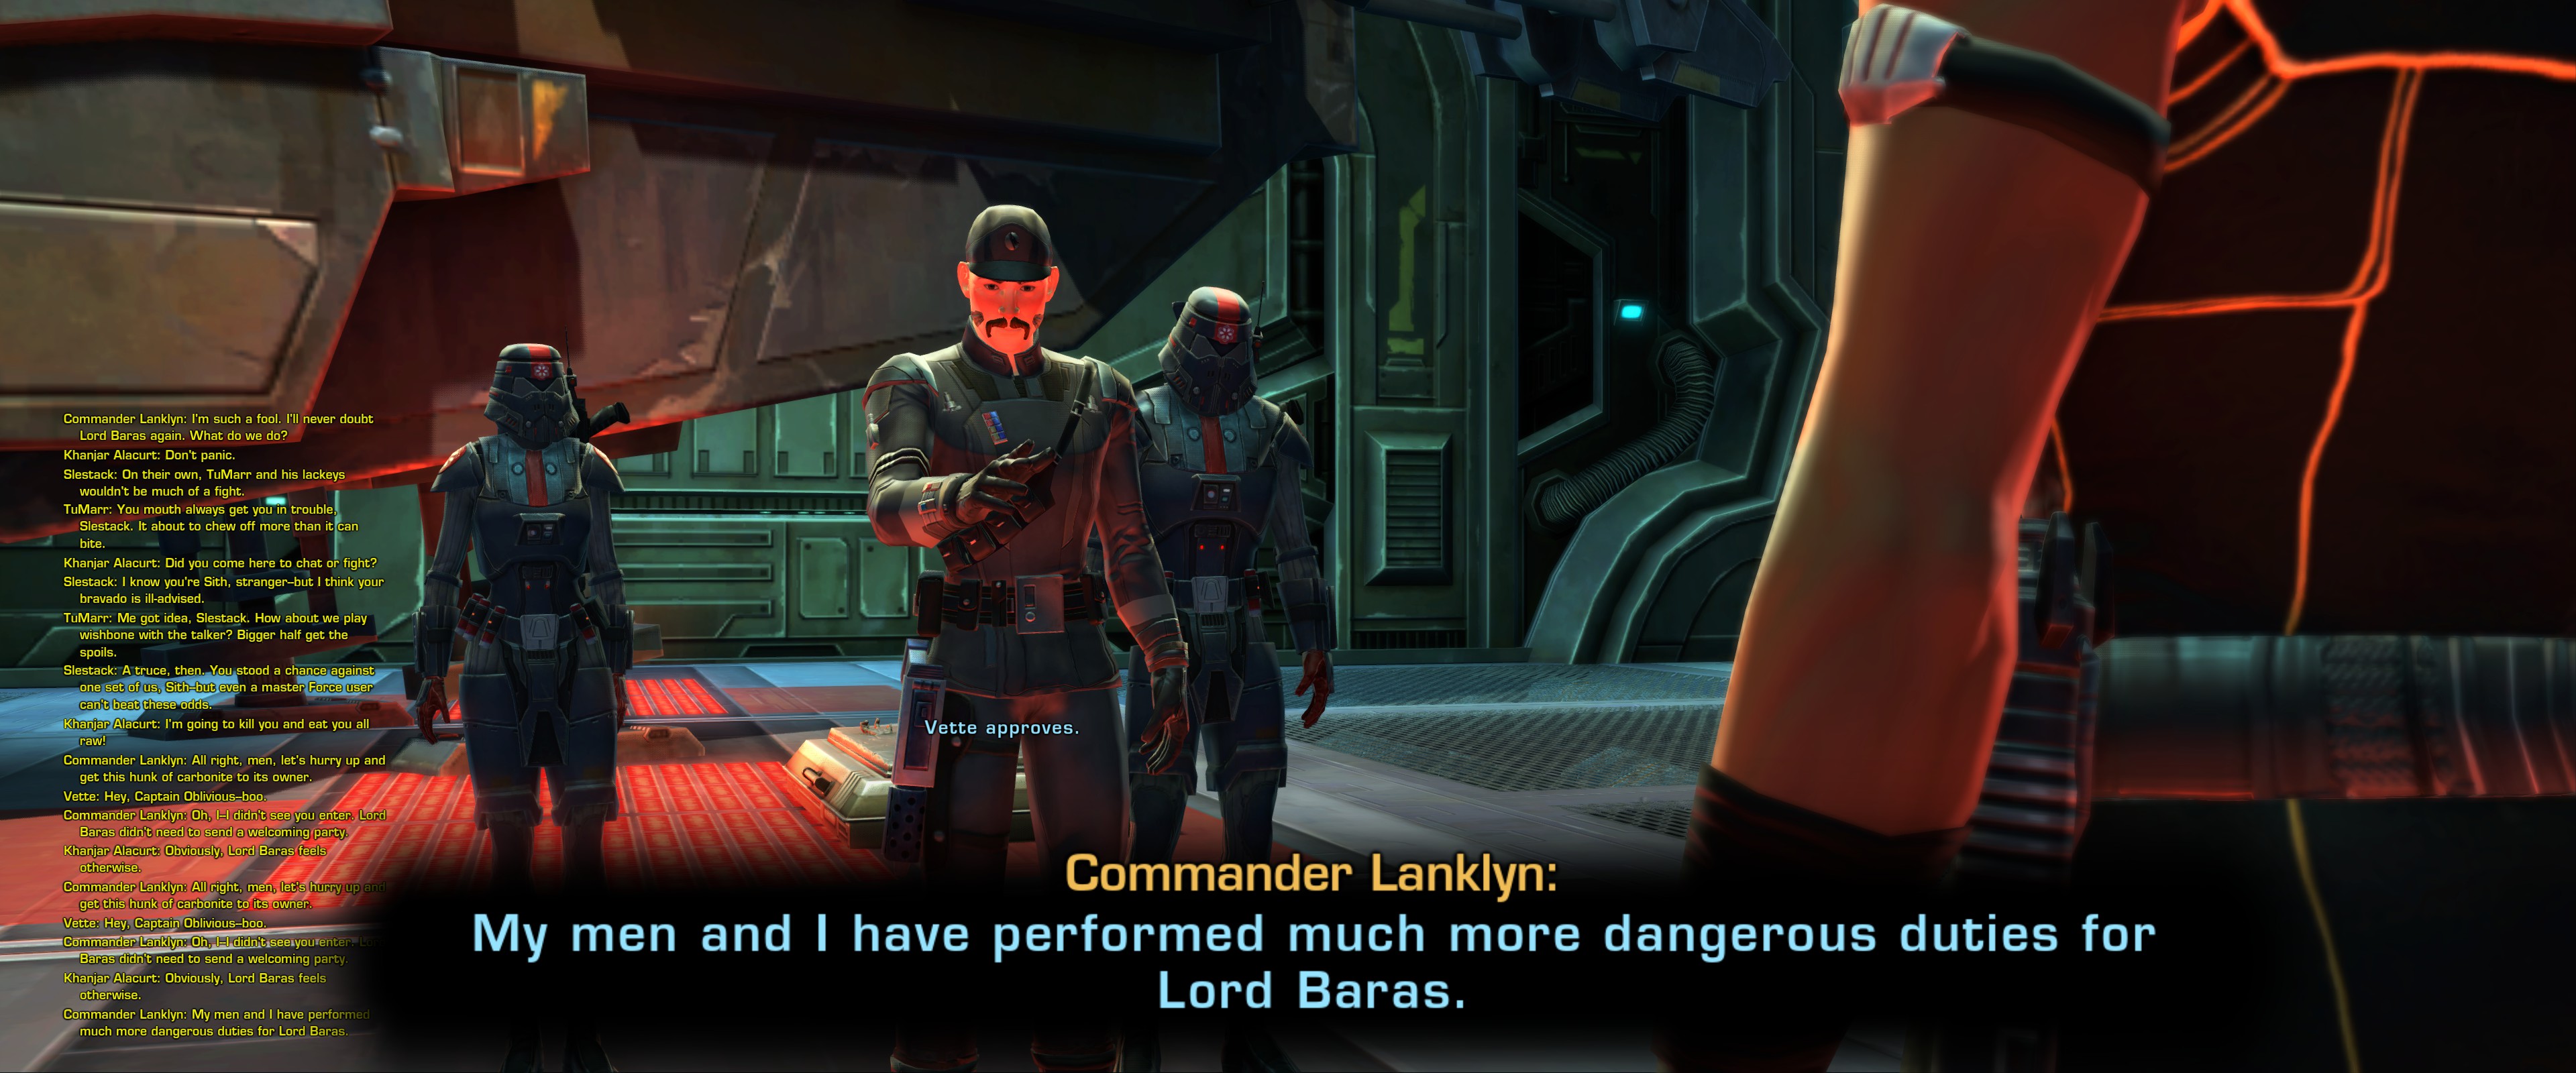 Commander Lanklyn: I'm such a fool. I'll never doubt
Lord Baras again. What do we do?
Khanjar Alacurt: Don't panic.
Slestack: On their own, TuMarr and his lackeys
wouldn't be much of a fight.
TuMarr: You mouth always get you in trouble,
Slestack. It about to chew off more than it can
bite.
Khanjar Alacurt: Did you come here to chat or fight?
Slestack: I know you're Sith, stranger–but I think your
bravado is ill-advised.
TuMarr: Me got idea, Slestack. How about we play
wishbone with the talker? Bigger half get the
spoils.
Slestack: A truce, then. You stood a chance against
one set of us, Sith–but even a master Force user
can't beat these odds.
Khanjar Alacurt: I'm going to kill you and eat you all
raw!
Commander Lanklyn: All right, men, let's hurry up and
get this hunk of carbonite to its owner.
Vette: Hey, Captain Oblivious–boo.
Commander Lanklyn: Oh, I–I didn't see you enter. Lord
Baras didn't need to send a welcoming party.
Khanjar Alacurt: Obviously, Lord Baras feels
otherwise.
Commander Lanklyn: All right, men, let's hurry up and
get this hunk of carbonite to its owner.
Vette: Hey, Captain Oblivious–boo.
Commander Lanklyn: Oh, I–I didn't see you enter. Lord
Baras didn't need to send a welcoming party.
Khanjar Alacurt: Obviously, Lord Baras feels
otherwise.
Commander Lanklyn: My men and I have performed
much more dangerous duties for Lord Baras.
Vette approves.
Commander Lanklyn:
My men and I have performed much more dangerous duties for
Lord Baras.